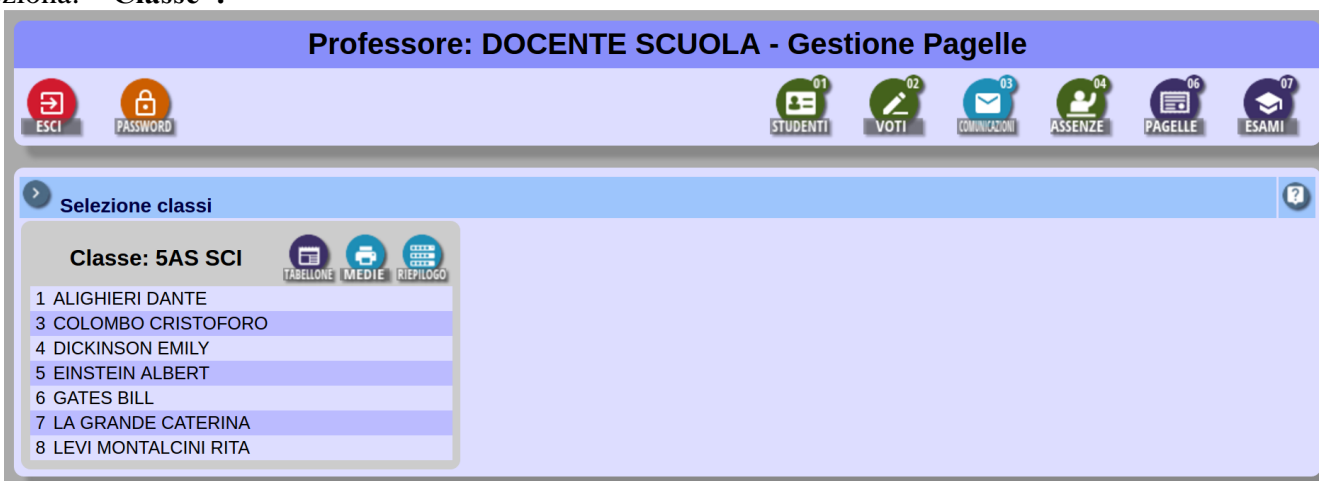 Professore: DOCENTE SCUOLA - Gestione Pagelle
ESCI PASSWORD 01 STUDENTI 02 VOTI 03 COMUNICAZIONI 04 ASSENZE 06 PAGELLE 07 ESAMI
Selezione classi ?
Classe: 5AS SCI TABELLONE MEDIE RIEPILOGO
1 ALIGHIERI DANTE
3 COLOMBO CRISTOFORO
4 DICKINSON EMILY
5 EINSTEIN ALBERT
6 GATES BILL
7 LA GRANDE CATERINA
8 LEVI MONTALCINI RITA